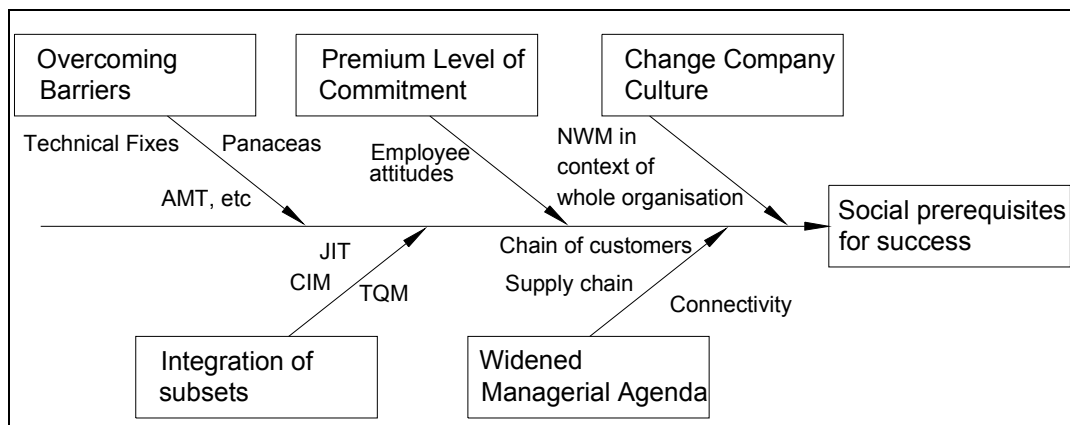 Overcoming
Barriers
Premium Level of
Commitment
Change Company
Culture
Technical Fixes
Panaceas
AMT, etc
Employee
attitudes
NWM in
context of
whole organisation
Social prerequisites
for success
JIT
CIM
TQM
Chain of customers
Supply chain
Connectivity
Integration of
subsets
Widened
Managerial Agenda